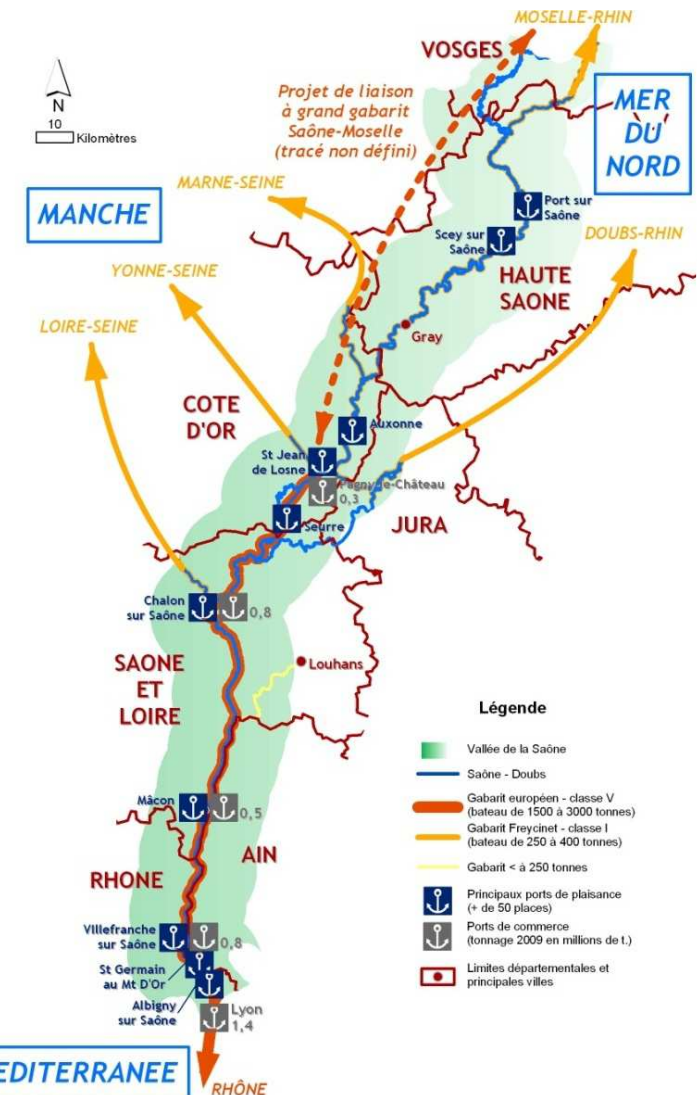 MOSELLE-RHIN
VOSGES
Projet de liaison
à grand gabarit
Saône-Moselle
(tracé non défini)
N
10
Kilomètres
MER
DU
NORD
MARNE-SEINE
MANCHE
Port sur
Saône
Scey sur
Saône
DOUBS-RHIN
YONNE-SEINE
HAUTE
SAONE
LOIRE-SEINE
Gray
COTE
D'OR
Auxonne
St Jean
de Losne
Pagny-le-Château
0,3
Seurre
JURA
Chalon
sur Saône
0,8
SAONE
ET
LOIRE
Louhans
Légende
Vallée de la Saône
Saône - Doubs
Gabarit européen - classe V
(bateau de 1500 à 3000 tonnes)
Gabarit Freycinet - classe I
(bateau de 250 à 400 tonnes)
Gabarit < à 250 tonnes
Principaux ports de plaisance
(+ de 50 places)
Ports de commerce
(tonnage 2009 en millions de t.)
Limites départementales et
principales villes
Mâcon
0,5
AIN
RHONE
Villefranche
sur Saône
0,8
St Germain
au Mt D'Or
Albigny
sur Saône
Lyon
1,4
EDITERRANEE
RHÔNE